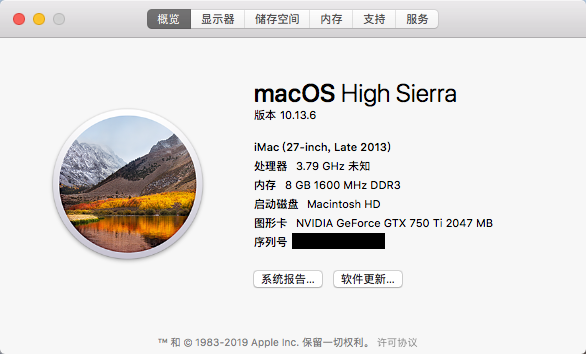 概览 显示器 储存空间 内存 支持 服务
macOS High Sierra
版本 10.13.6
iMac (27-inch, Late 2013)
处理器 3.79 GHz 未知
内存 8 GB 1600 MHz DDR3
启动磁盘 Macintosh HD
图形卡 NVIDIA GeForce GTX 750 Ti 2047 MB
序列号
系统报告... 软件更新...
™ 和 © 1983-2019 Apple Inc. 保留一切权利。 许可协议